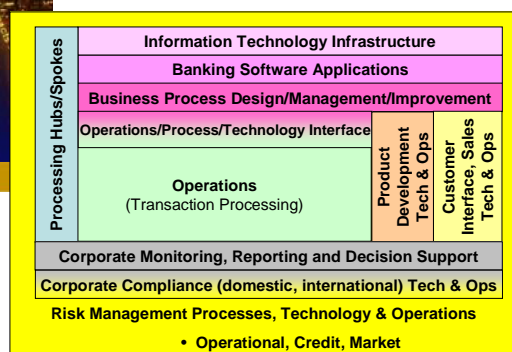 Processing Hubs/Spokes
Information Technology Infrastructure
Banking Software Applications
Business Process Design/Management/Improvement
Operations/Process/Technology Interface
Operations
(Transaction Processing)
Product
Development
Tech & Ops
Customer
Interface, Sales
Tech & Ops
Corporate Monitoring, Reporting and Decision Support
Corporate Compliance (domestic, international) Tech & Ops
Risk Management Processes, Technology & Operations
• Operational, Credit, Market